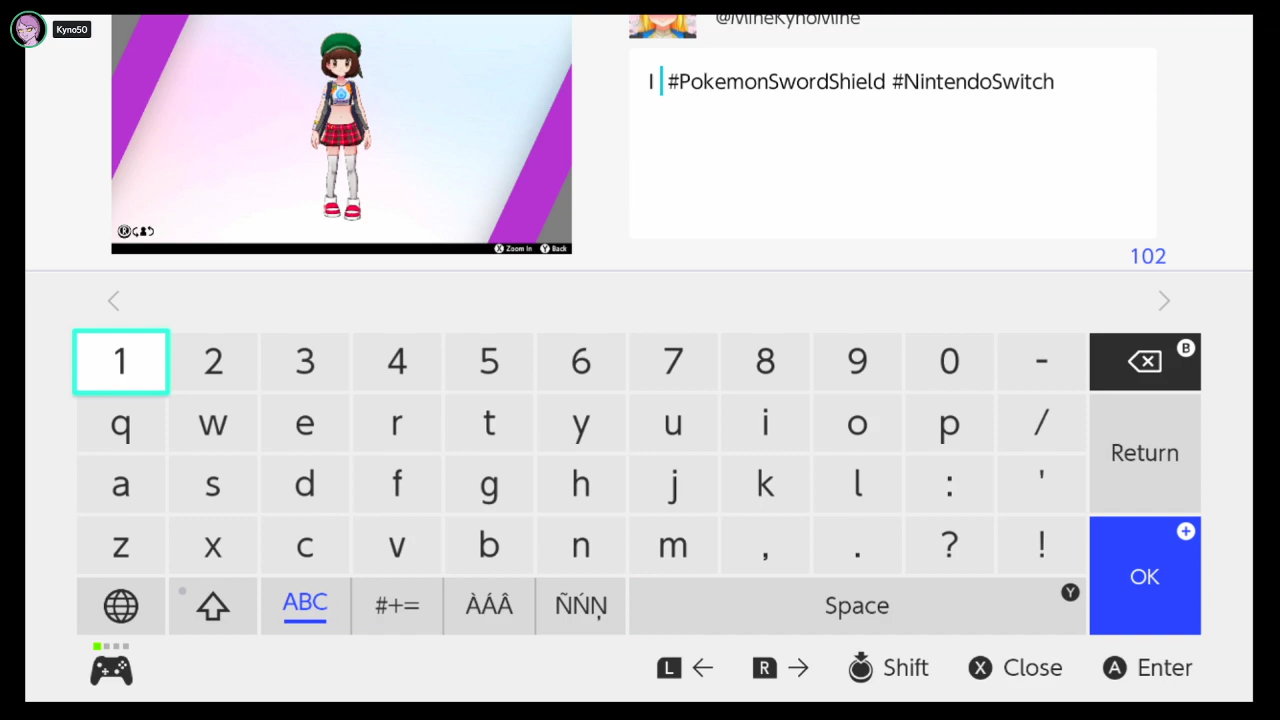 Kyno50
@MineKynoMine
I #PokemonSwordShield #NintendoSwitch
R
X Zoom In Y Back
102
1 2 3 4 5 6 7 8 9 0 - B
q w e r t y u i o p /
Return
a s d f g h j k l : '
z x c v b n m , . ? ! +
OK
ABC #+= ÀÁÂ ÑŃŅ Space Y
L ← R → Shift X Close A Enter